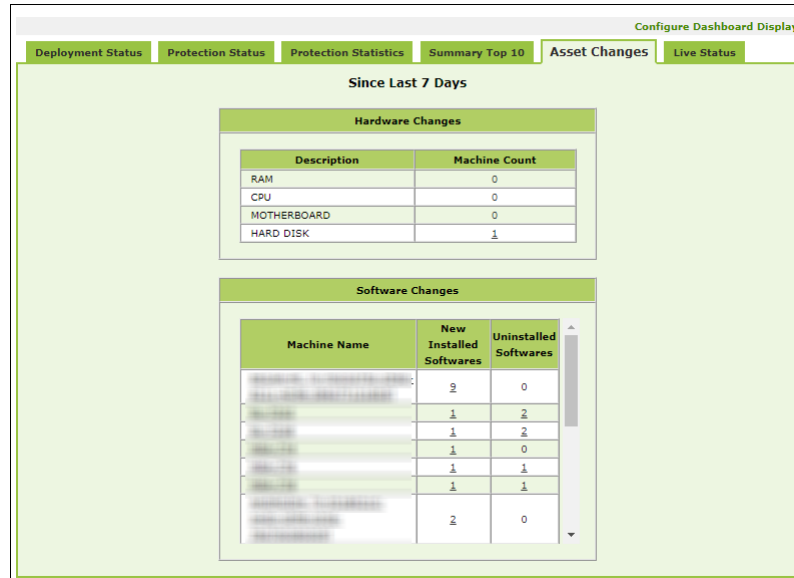 Configure Dashboard Display
Deployment Status Protection Status Protection Statistics Summary Top 10 Asset Changes Live Status
Since Last 7 Days
Hardware Changes
Description Machine Count
RAM 0
CPU 0
MOTHERBOARD 0
HARD DISK 1
Software Changes
Machine Name New Installed Softwares Uninstalled Softwares
9 0
1 2
1 2
1 0
1 1
1 1
2 0